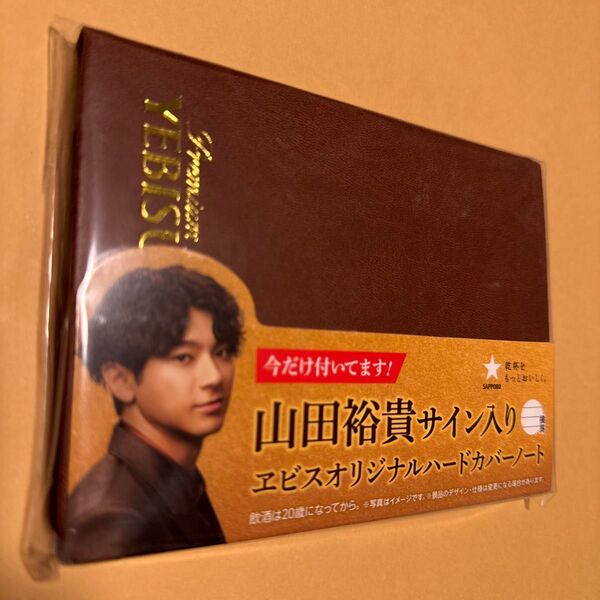 Premium
YEBISU
今だけ付いてます!
SAPPORO
乾杯を
もっとおいしく。
山田裕貴サイン入り
横罫
ヱビスオリジナルハードカバーノート
飲酒は20歳になってから。※写真はイメージです。※景品のデザイン・仕様は変更になる場合があります。